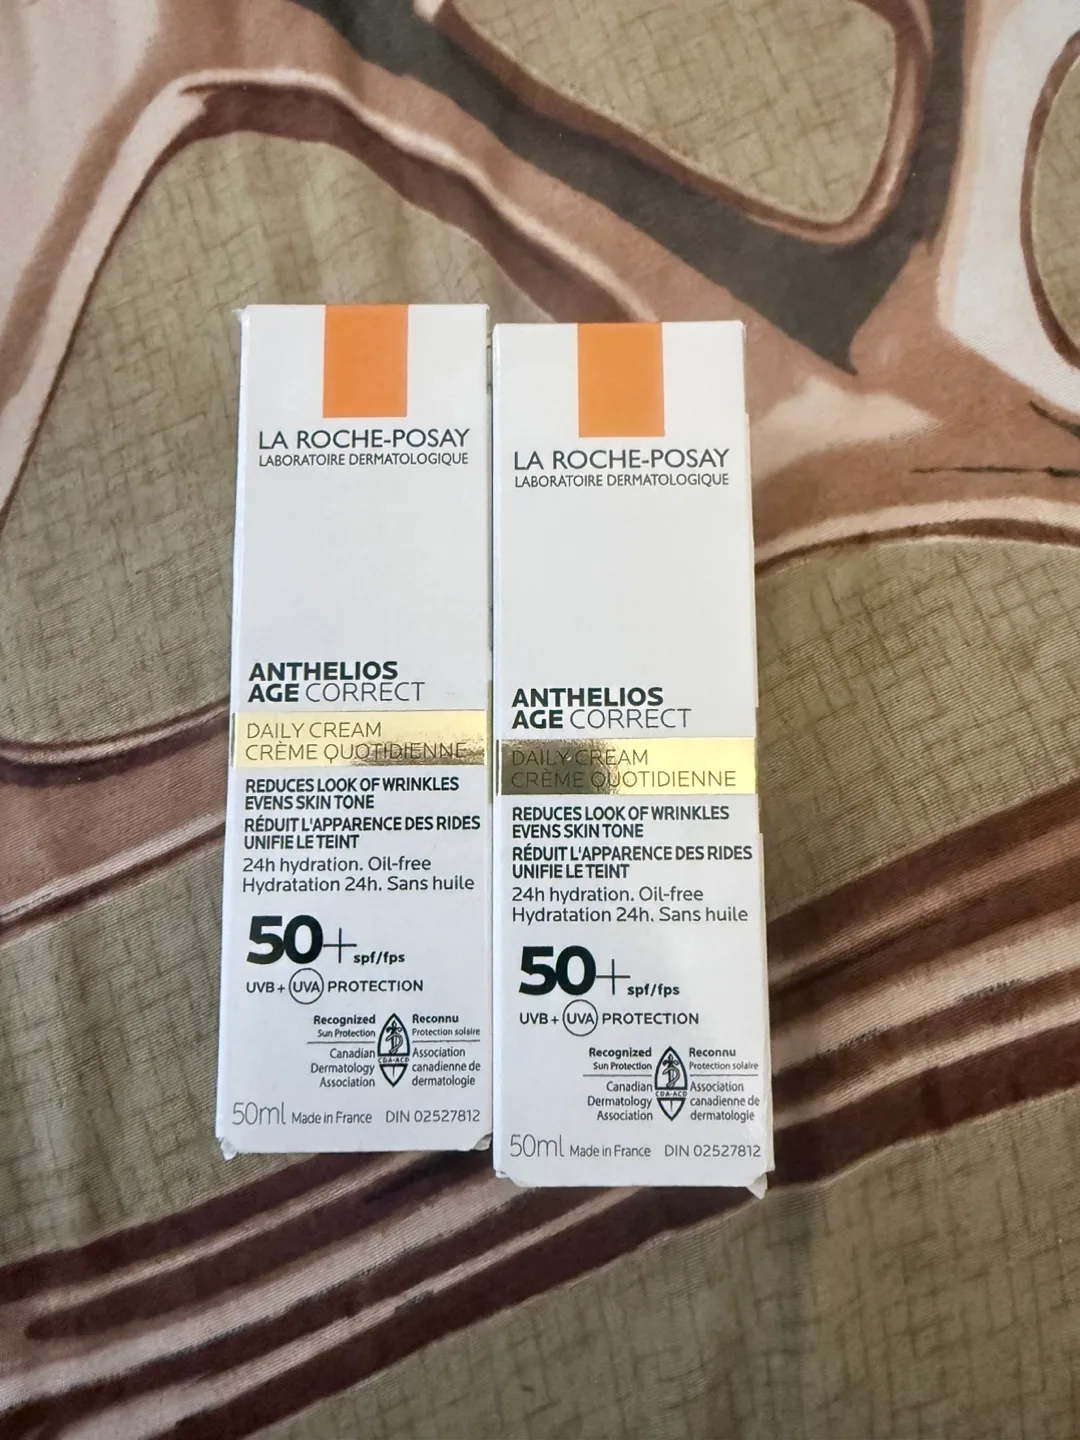 LA ROCHE-POSAY
LABORATOIRE DERMATOLOGIQUE
ANTHELIOS
AGE CORRECT
DAILY CREAM
CRÈME QUOTIDIENNE
REDUCES LOOK OF WRINKLES
EVENS SKIN TONE
RÉDUIT L'APPARENCE DES RIDES
UNIFIE LE TEINT
24h hydration. Oil-free
Hydratation 24h. Sans huile
50+ spf/fps
UVB + UVA PROTECTION
Recognized
Sun Protection
Canadian
Dermatology
Association
CDA-ACD
Reconnu
Protection solaire
Association
canadienne de
dermatologie
50ml Made in France DIN 02527812
LA ROCHE-POSAY
LABORATOIRE DERMATOLOGIQUE
ANTHELIOS
AGE CORRECT
DAILY CREAM
CRÈME QUOTIDIENNE
REDUCES LOOK OF WRINKLES
EVENS SKIN TONE
RÉDUIT L'APPARENCE DES RIDES
UNIFIE LE TEINT
24h hydration. Oil-free
Hydratation 24h. Sans huile
50+ spf/fps
UVB + UVA PROTECTION
Recognized
Sun Protection
Canadian
Dermatology
Association
CDA-ACD
Reconnu
Protection solaire
Association
canadienne de
dermatologie
50ml Made in France DIN 02527812